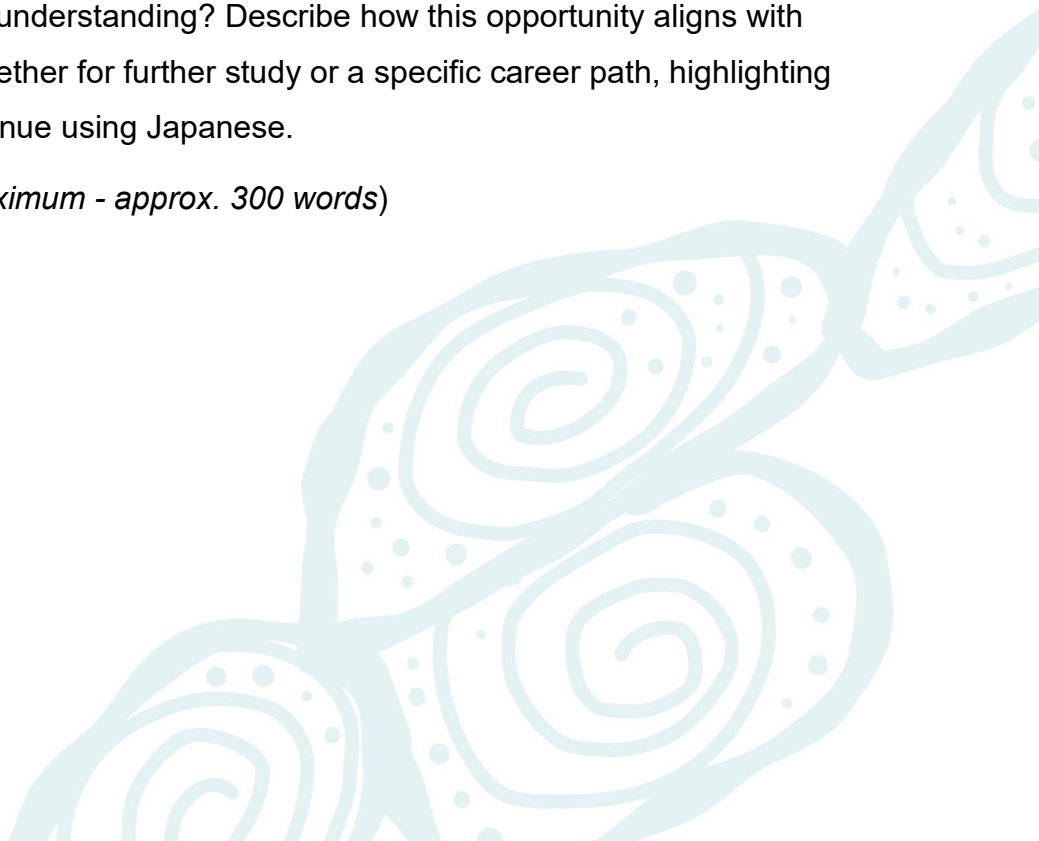 understanding? Describe how this opportunity aligns with
ether for further study or a specific career path, highlighting
nue using Japanese.
ximum - approx. 300 words)